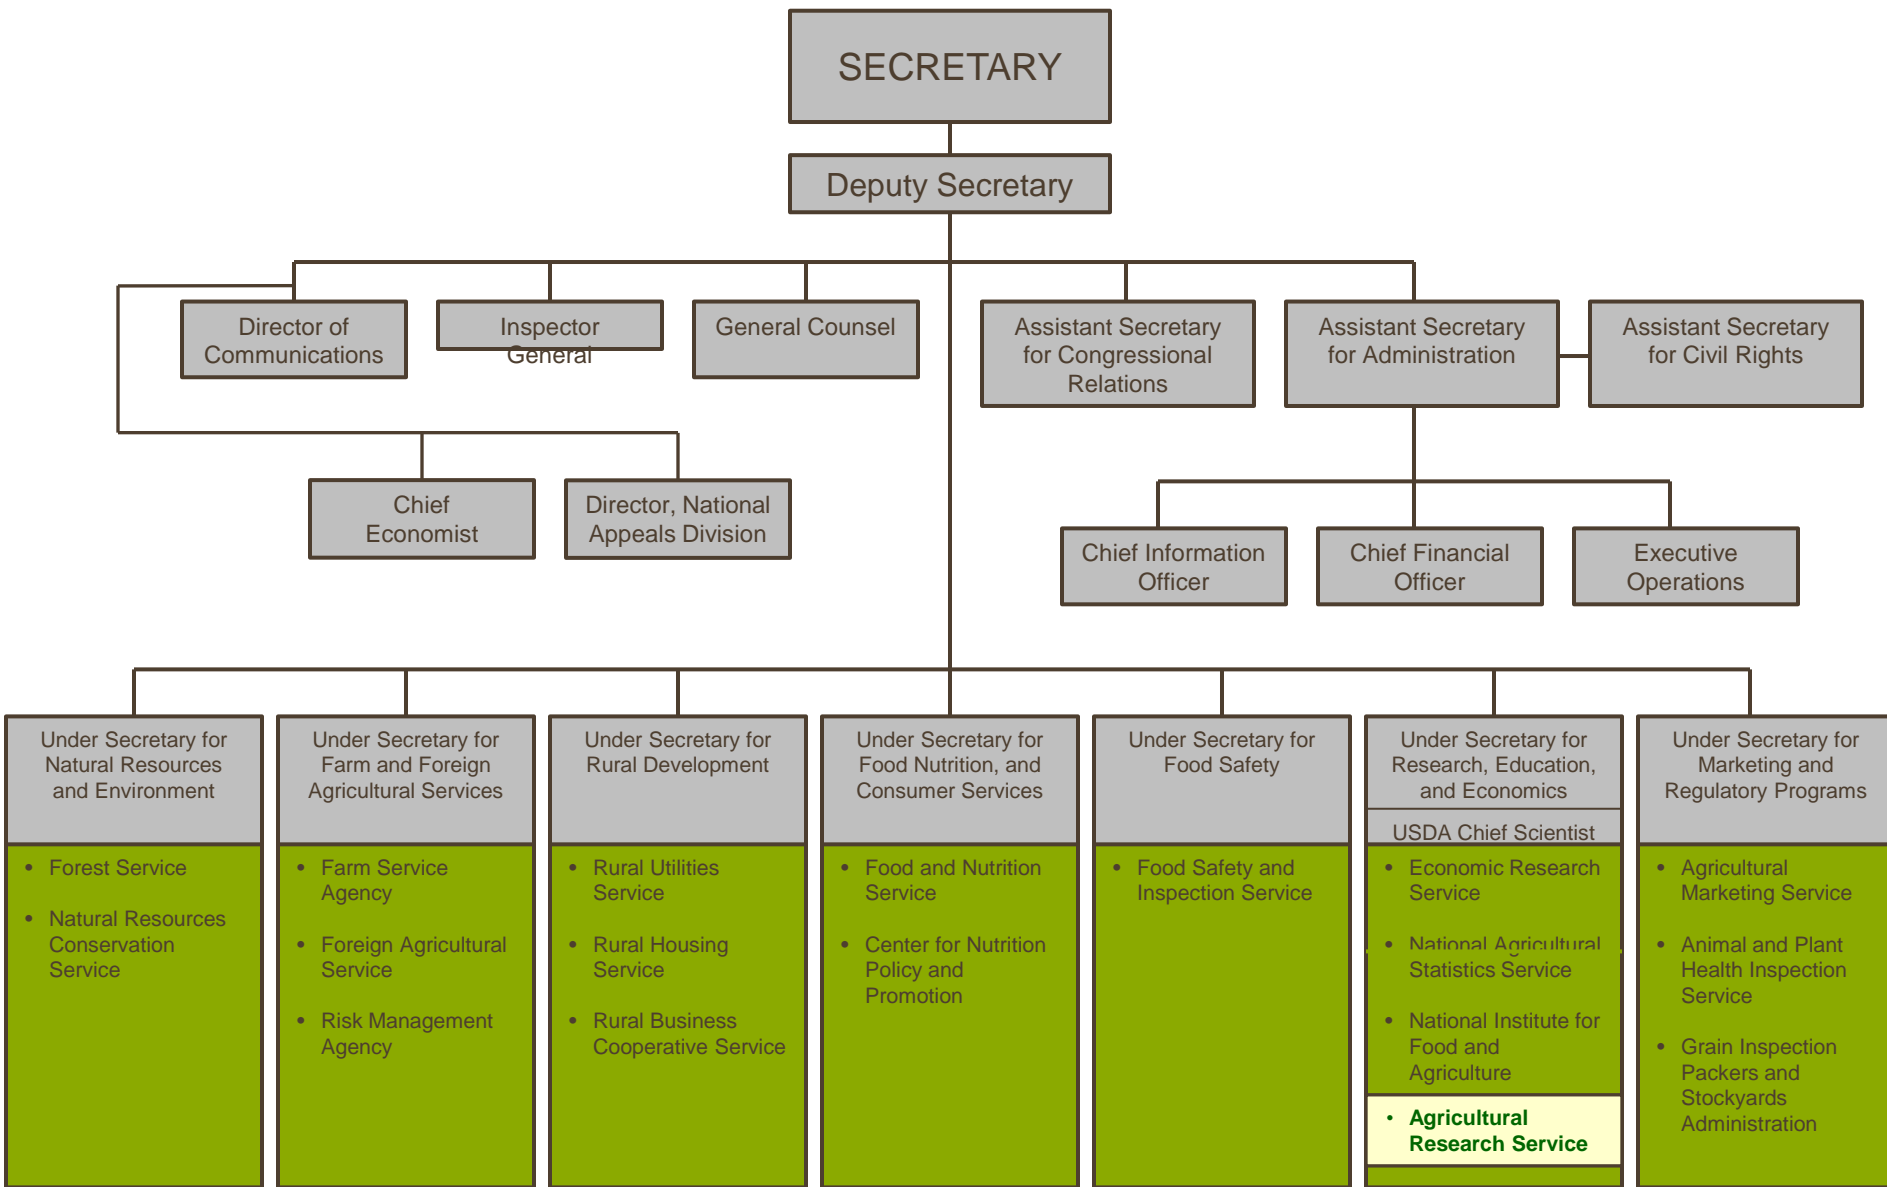 SECRETARY
Deputy Secretary
Director of
Communications
Inspector
General
General Counsel
Assistant Secretary
for Congressional
Relations
Assistant Secretary
for Administration
Assistant Secretary
for Civil Rights
Chief
Economist
Director, National
Appeals Division
Chief Information
Officer
Chief Financial
Officer
Executive
Operations
Under Secretary for
Natural Resources
and Environment
• Forest Service
• Natural Resources
Conservation
Service
Under Secretary for
Farm and Foreign
Agricultural Services
• Farm Service
Agency
• Foreign Agricultural
Service
• Risk Management
Agency
Under Secretary for
Rural Development
• Rural Utilities
Service
• Rural Housing
Service
• Rural Business
Cooperative Service
Under Secretary for
Food Nutrition, and
Consumer Services
• Food and Nutrition
Service
• Center for Nutrition
Policy and
Promotion
Under Secretary for
Food Safety
• Food Safety and
Inspection Service
Under Secretary for
Research, Education,
and Economics
USDA Chief Scientist
• Economic Research
Service
• National Agricultural
Statistics Service
• National Institute for
Food and
Agriculture
• Agricultural
Research Service
Under Secretary for
Marketing and
Regulatory Programs
• Agricultural
Marketing Service
• Animal and Plant
Health Inspection
Service
• Grain Inspection
Packers and
Stockyards
Administration